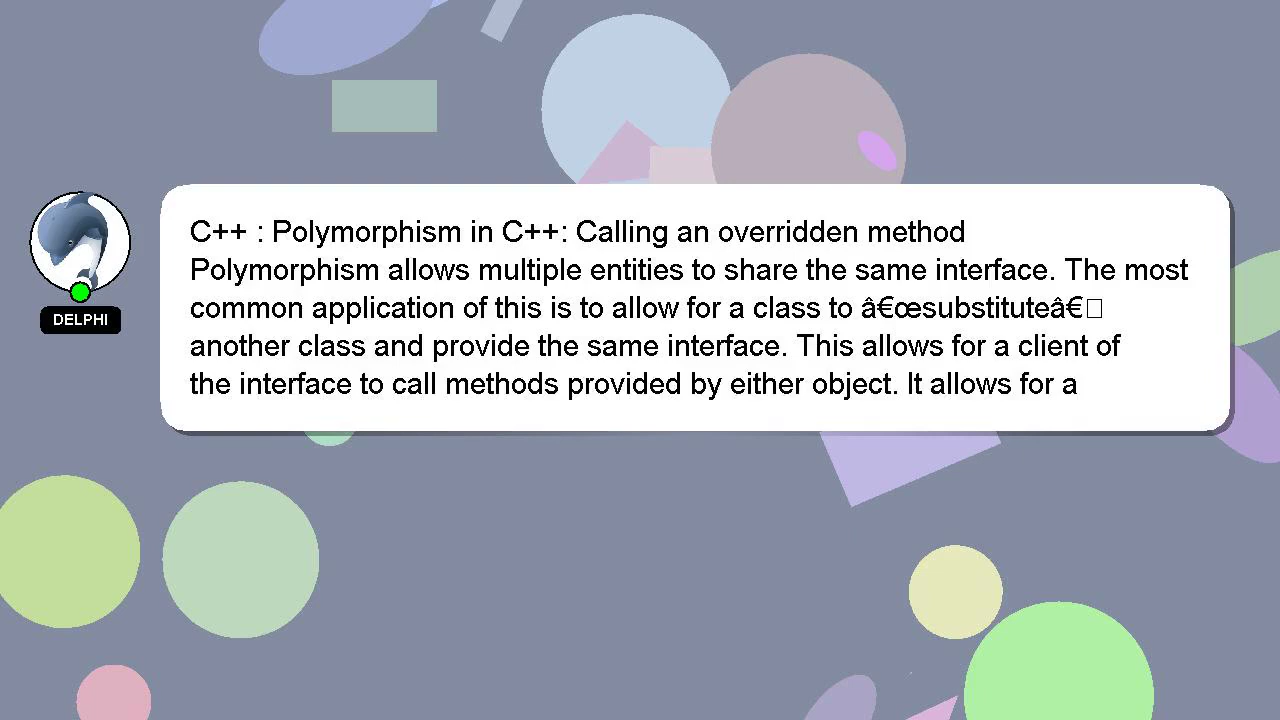 C++ : Polymorphism in C++: Calling an overridden method
Polymorphism allows multiple entities to share the same interface. The most
common application of this is to allow for a class to â€œsubstituteâ€□
another class and provide the same interface. This allows for a client of
the interface to call methods provided by either object. It allows for a
DELPHI